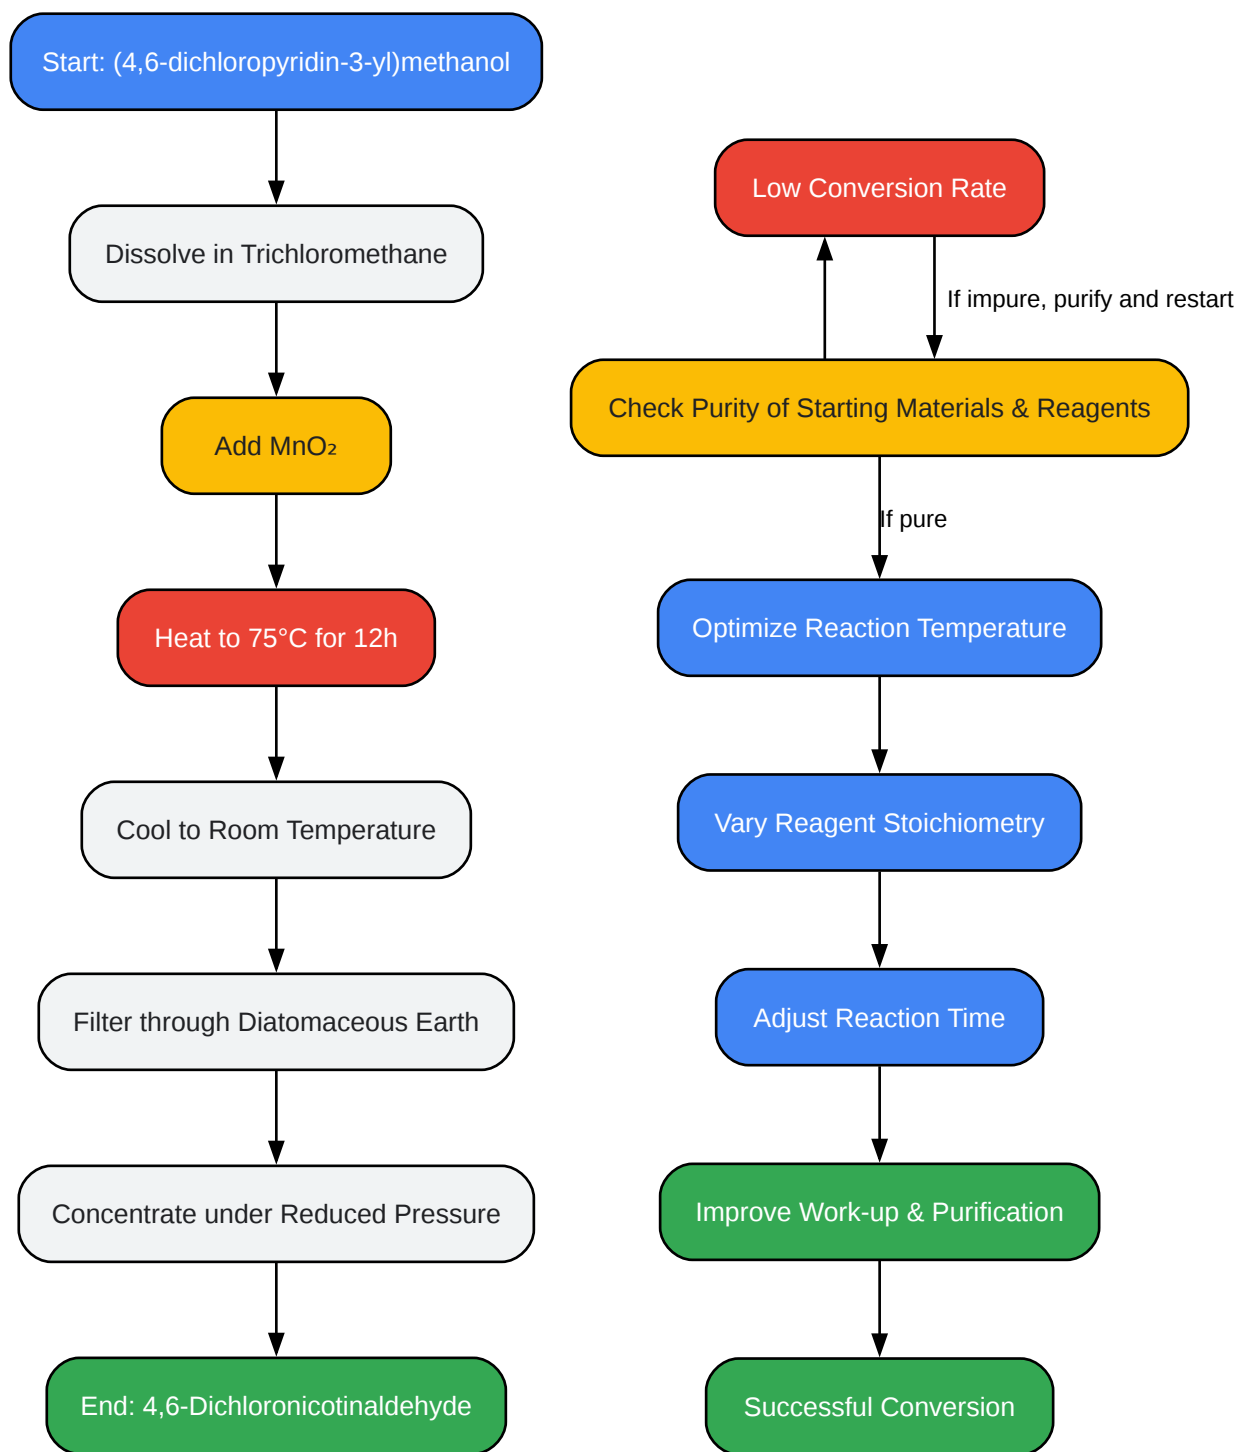 Start: (4,6-dichloropyridin-3-yl)methanol
Dissolve in Trichloromethane
Add MnO₂
Heat to 75°C for 12h
Cool to Room Temperature
Filter through Diatomaceous Earth
Concentrate under Reduced Pressure
End: 4,6-Dichloronicotinaldehyde
Low Conversion Rate
If impure, purify and restart
Check Purity of Starting Materials & Reagents
If pure
Optimize Reaction Temperature
Vary Reagent Stoichiometry
Adjust Reaction Time
Improve Work-up & Purification
Successful Conversion